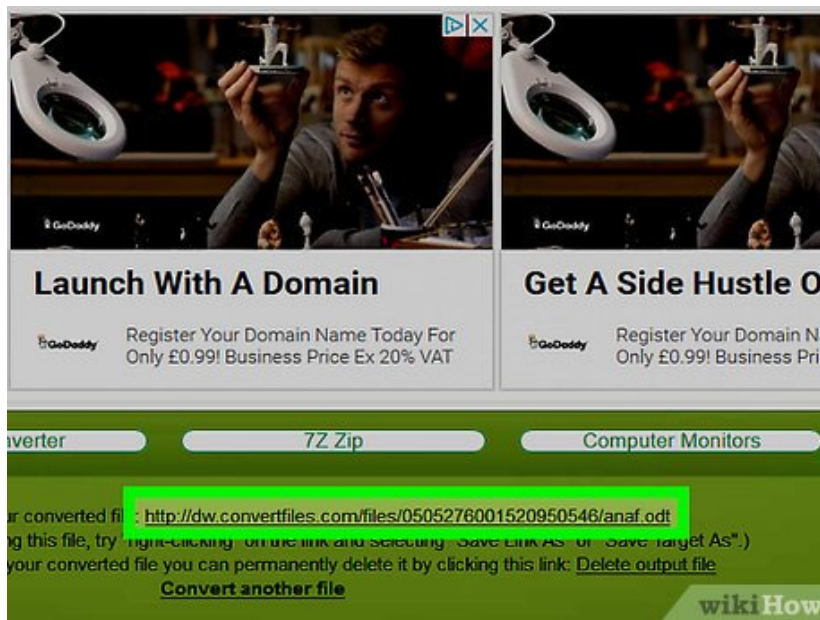 GoDaddy
GoDaddy
Launch With A Domain
Get A Side Hustle O
GoDaddy
Register Your Domain Name Today For
Only £0.99! Business Price Ex 20% VAT
GoDaddy
Register Your Domain N
Only £0.99! Business Pri
nverter
7Z Zip
Computer Monitors
ur converted fil : http://dw.convertfiles.com/files/0505276001520950546/anaf.odt
ng this file, try "right-clicking" on the link and selecting "Save Link As" or "Save Target As".)
your converted file you can permanently delete it by clicking this link: Delete output file
Convert another file
wikiHow